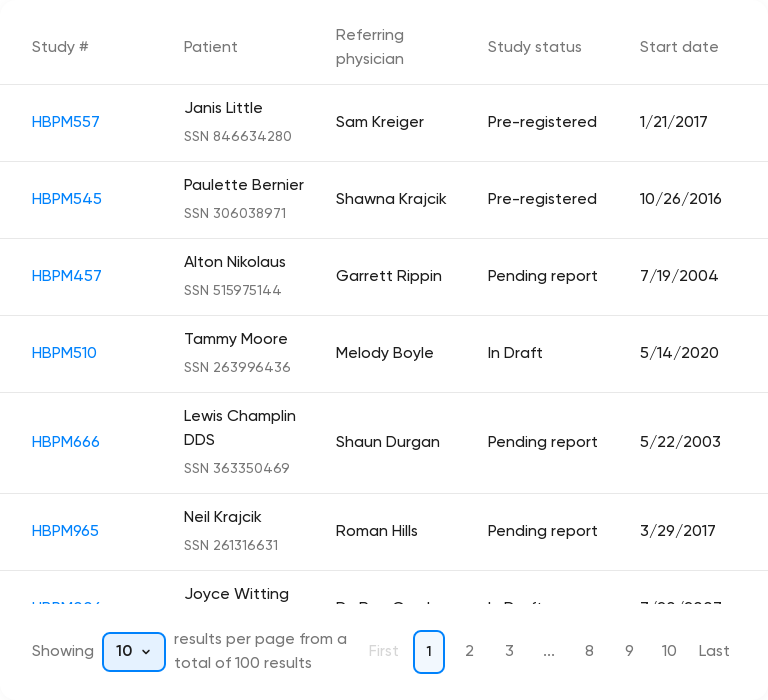 Study #
Patient
Referring
physician
Study status
Start date
HBPM557
Janis Little
SSN 846634280
Sam Kreiger
Pre-registered
1/21/2017
HBPM545
Paulette Bernier
SSN 306038971
Shawna Krajcik
Pre-registered
10/26/2016
HBPM457
Alton Nikolaus
SSN 515975144
Garrett Rippin
Pending report
7/19/2004
HBPM510
Tammy Moore
SSN 263996436
Melody Boyle
In Draft
5/14/2020
HBPM666
Lewis Champlin
DDS
SSN 363350469
Shaun Durgan
Pending report
5/22/2003
HBPM965
Neil Krajcik
SSN 261316631
Roman Hills
Pending report
3/29/2017
Joyce Witting
In Draft
Showing
10
results per page from a
total of 100 results
First
1
2
3
...
8
9
10
Last